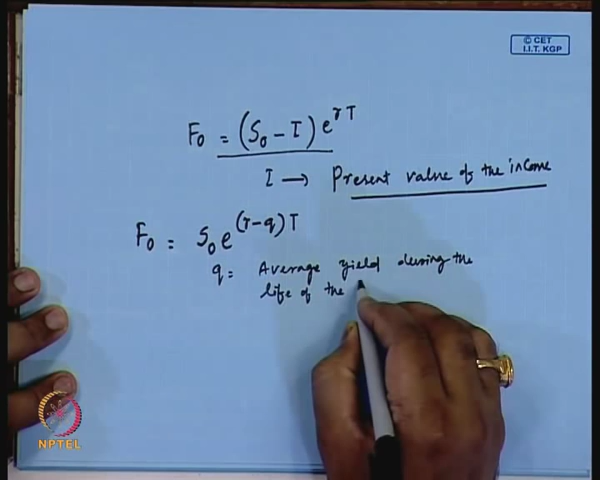 © CET
I.I.T. KGP
F₀ = (S₀ - I) e^{rT}
I → Present value of the income
F₀ = S₀ e^{(r-q)T}
q = Average yield during the
life of the
NPTEL